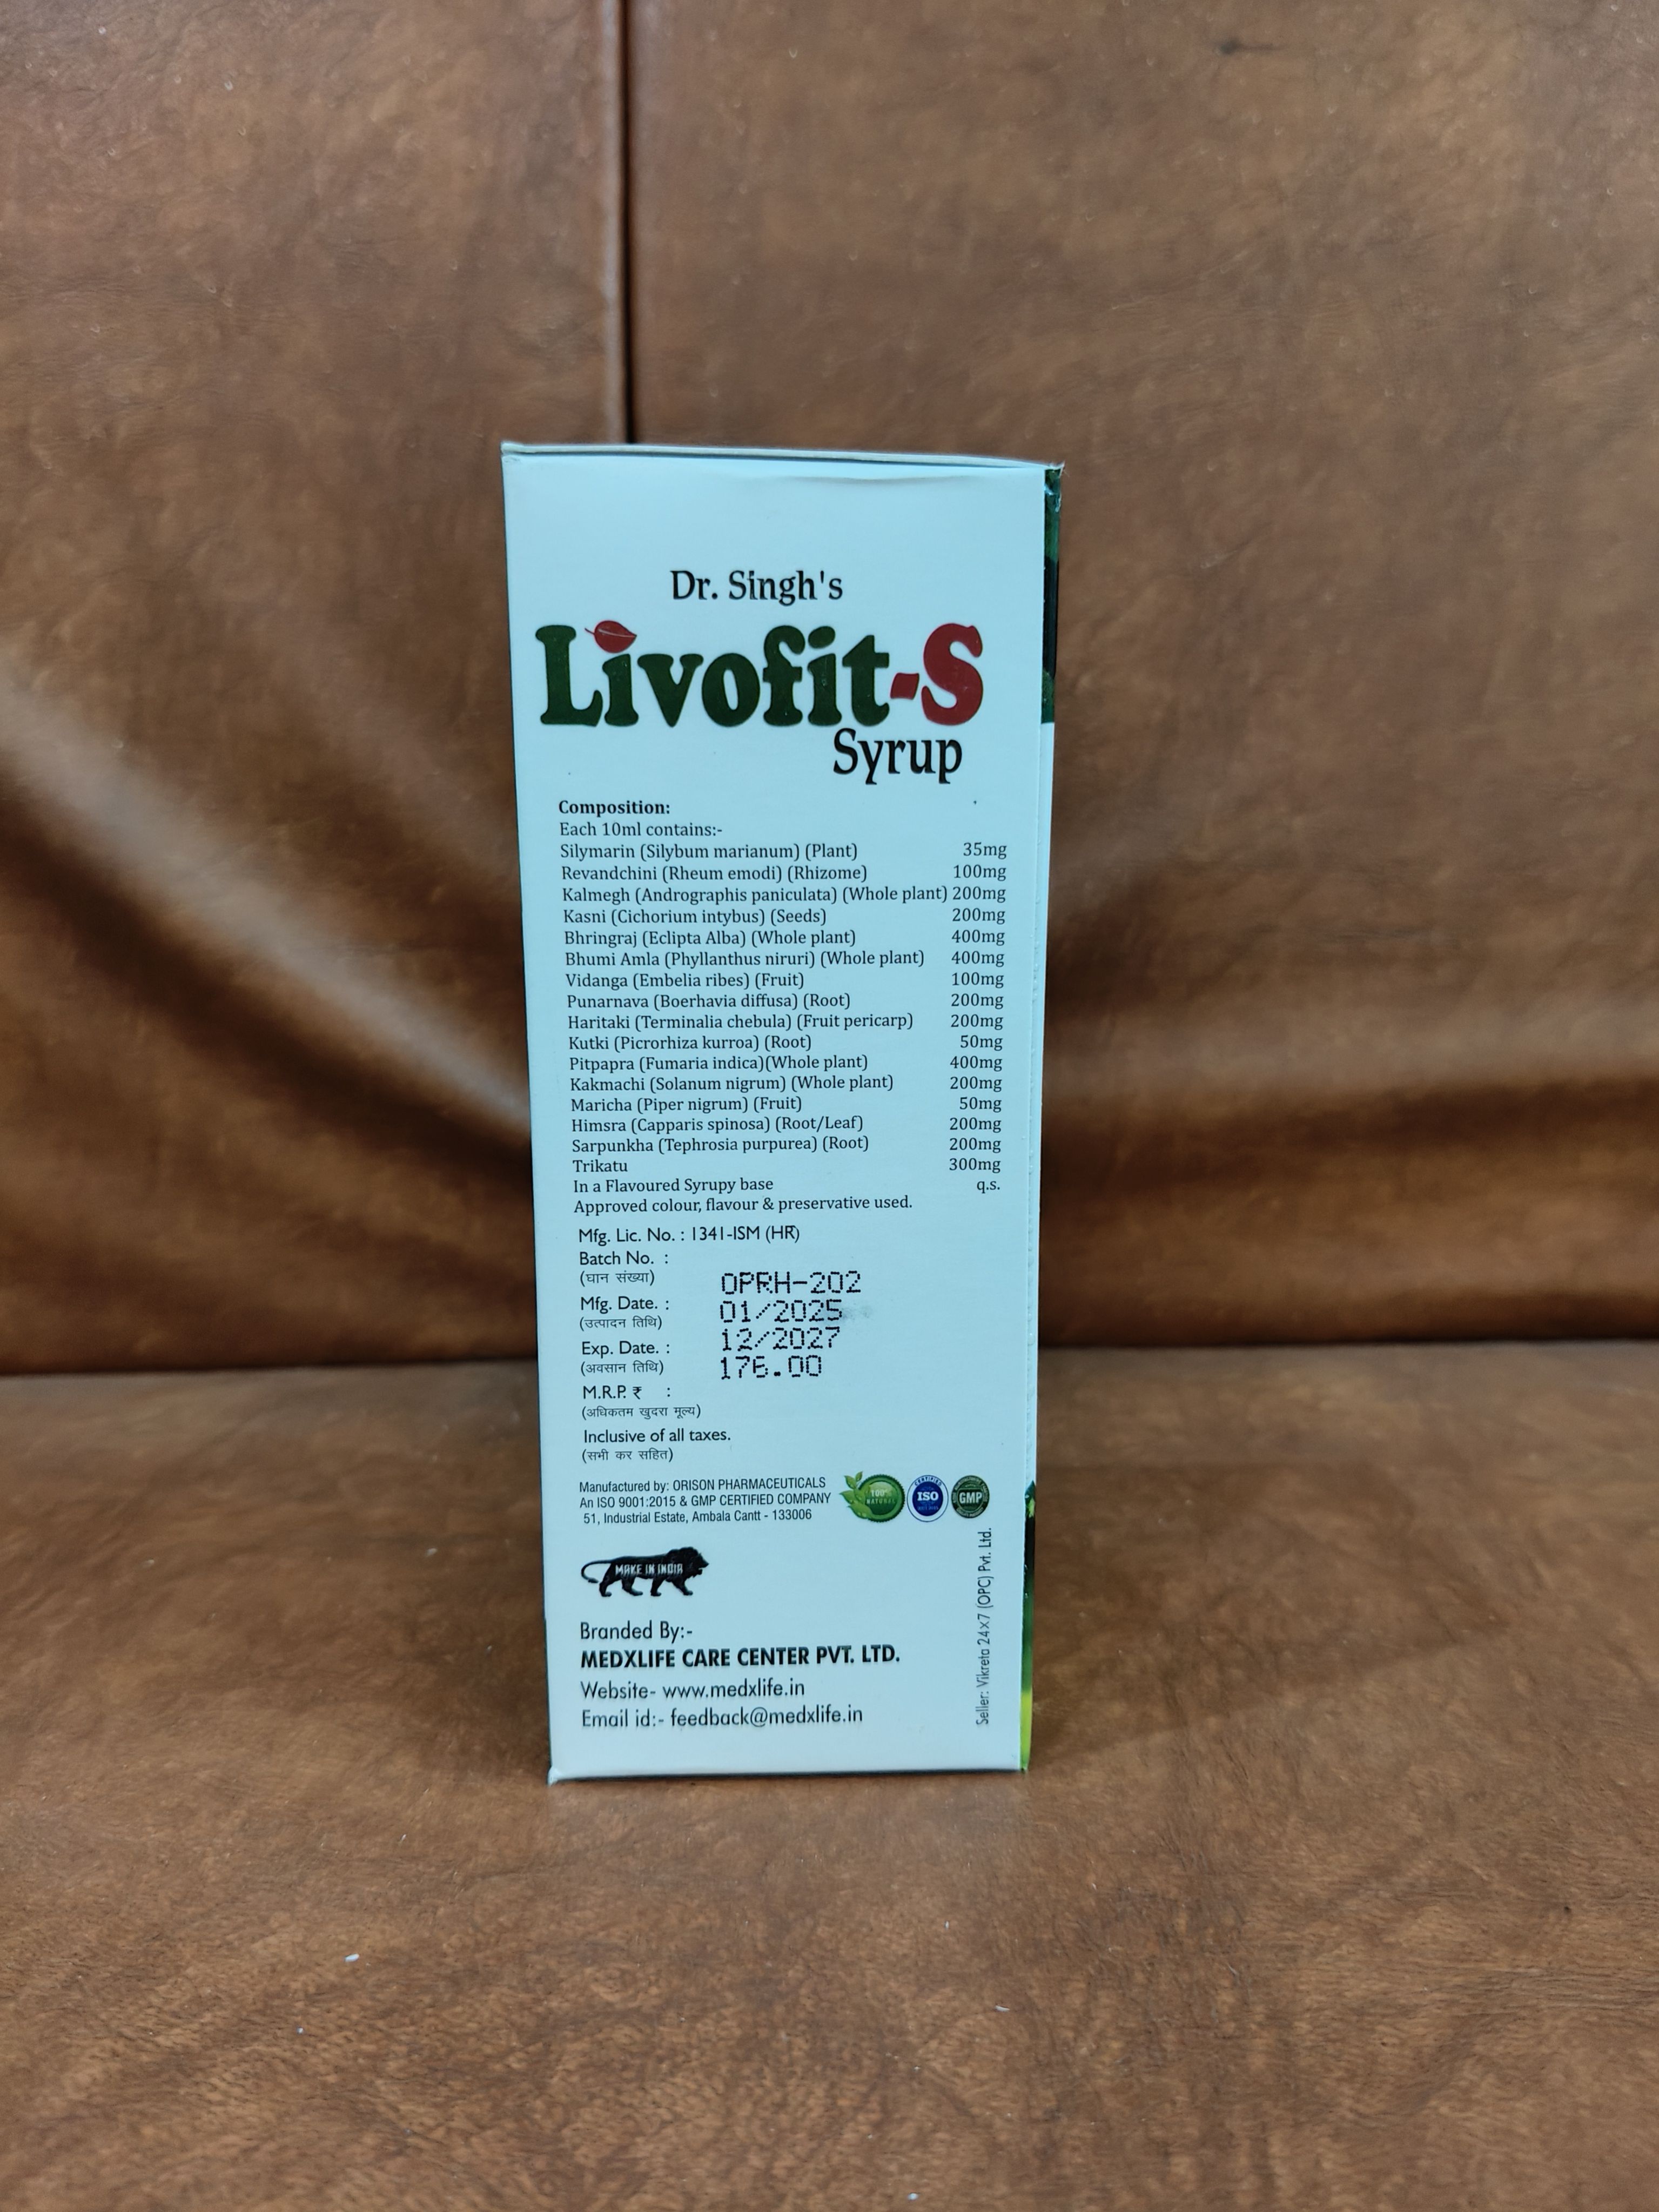 Dr. Singh's
Livofit-S
Syrup
Composition:
Each 10ml contains:-
Silymarin (Silybum marianum) (Plant) 35mg
Revandchini (Rheum emodi) (Rhizome) 100mg
Kalmegh (Andrographis paniculata) (Whole plant) 200mg
Kasni (Cichorium intybus) (Seeds) 200mg
Bhringraj (Eclipta Alba) (Whole plant) 400mg
Bhumi Amla (Phyllanthus niruri) (Whole plant) 400mg
Vidanga (Embelia ribes) (Fruit) 100mg
Punarnava (Boerhavia diffusa) (Root) 200mg
Haritaki (Terminalia chebula) (Fruit pericarp) 200mg
Kutki (Picrorhiza kurroa) (Root) 50mg
Pitpapra (Fumaria indica)(Whole plant) 400mg
Kakmachi (Solanum nigrum) (Whole plant) 200mg
Maricha (Piper nigrum) (Fruit) 50mg
Himsra (Capparis spinosa) (Root/Leaf) 200mg
Sarpunkha (Tephrosia purpurea) (Root) 200mg
Trikatu 300mg
In a Flavoured Syrupy base q.s.
Approved colour, flavour & preservative used.
Mfg. Lic. No. : 1341-ISM (HR)
Batch No. :
(घान संख्या) OPRH-202
Mfg. Date. : 01/2025
(उत्पादन तिथि)
Exp. Date. : 12/2027
(अवसान तिथि) 176.00
M.R.P. ₹ :
(अधिकतम खुदरा मूल्य)
Inclusive of all taxes.
(सभी कर सहित)
Manufactured by: ORISON PHARMACEUTICALS
An ISO 9001:2015 & GMP CERTIFIED COMPANY
51, Industrial Estate, Ambala Cantt - 133006
100% NATURAL
CERTIFIED ISO
GMP
MAKE IN INDIA
Branded By:-
MEDXLIFE CARE CENTER PVT. LTD.
Website- www.medxlife.in
Email id:- feedback@medxlife.in
Seller: Vikreta 24x7 (OPC) Pvt. Ltd.